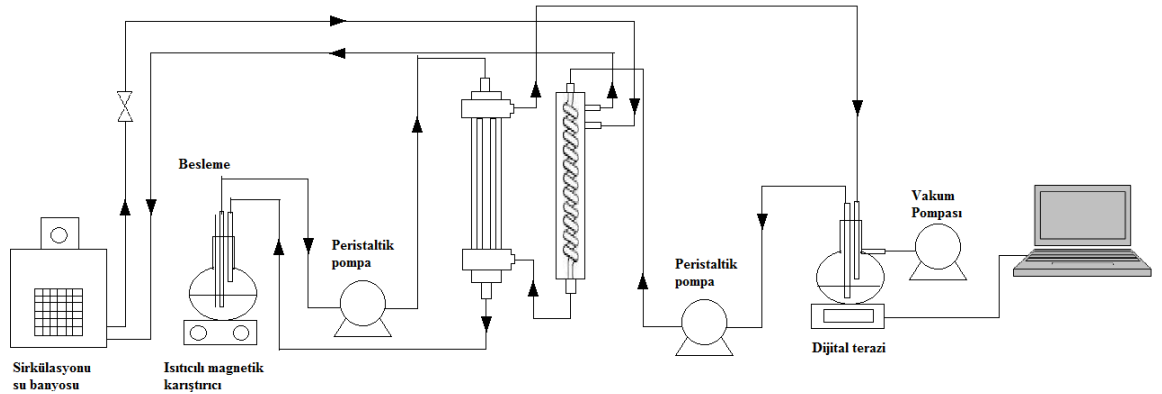 Besleme
Vakum
Pompası
Peristaltik
pompa
Peristaltik
pompa
Dijital terazi
Sirkülasyonu
su banyosu
Isıtıcılı magnetik
karıştırıcı